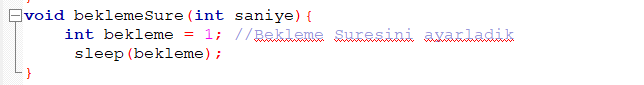 void beklemeSure(int saniye){
int bekleme = 1; //Bekleme Suresini ayarladik
sleep(bekleme);
}